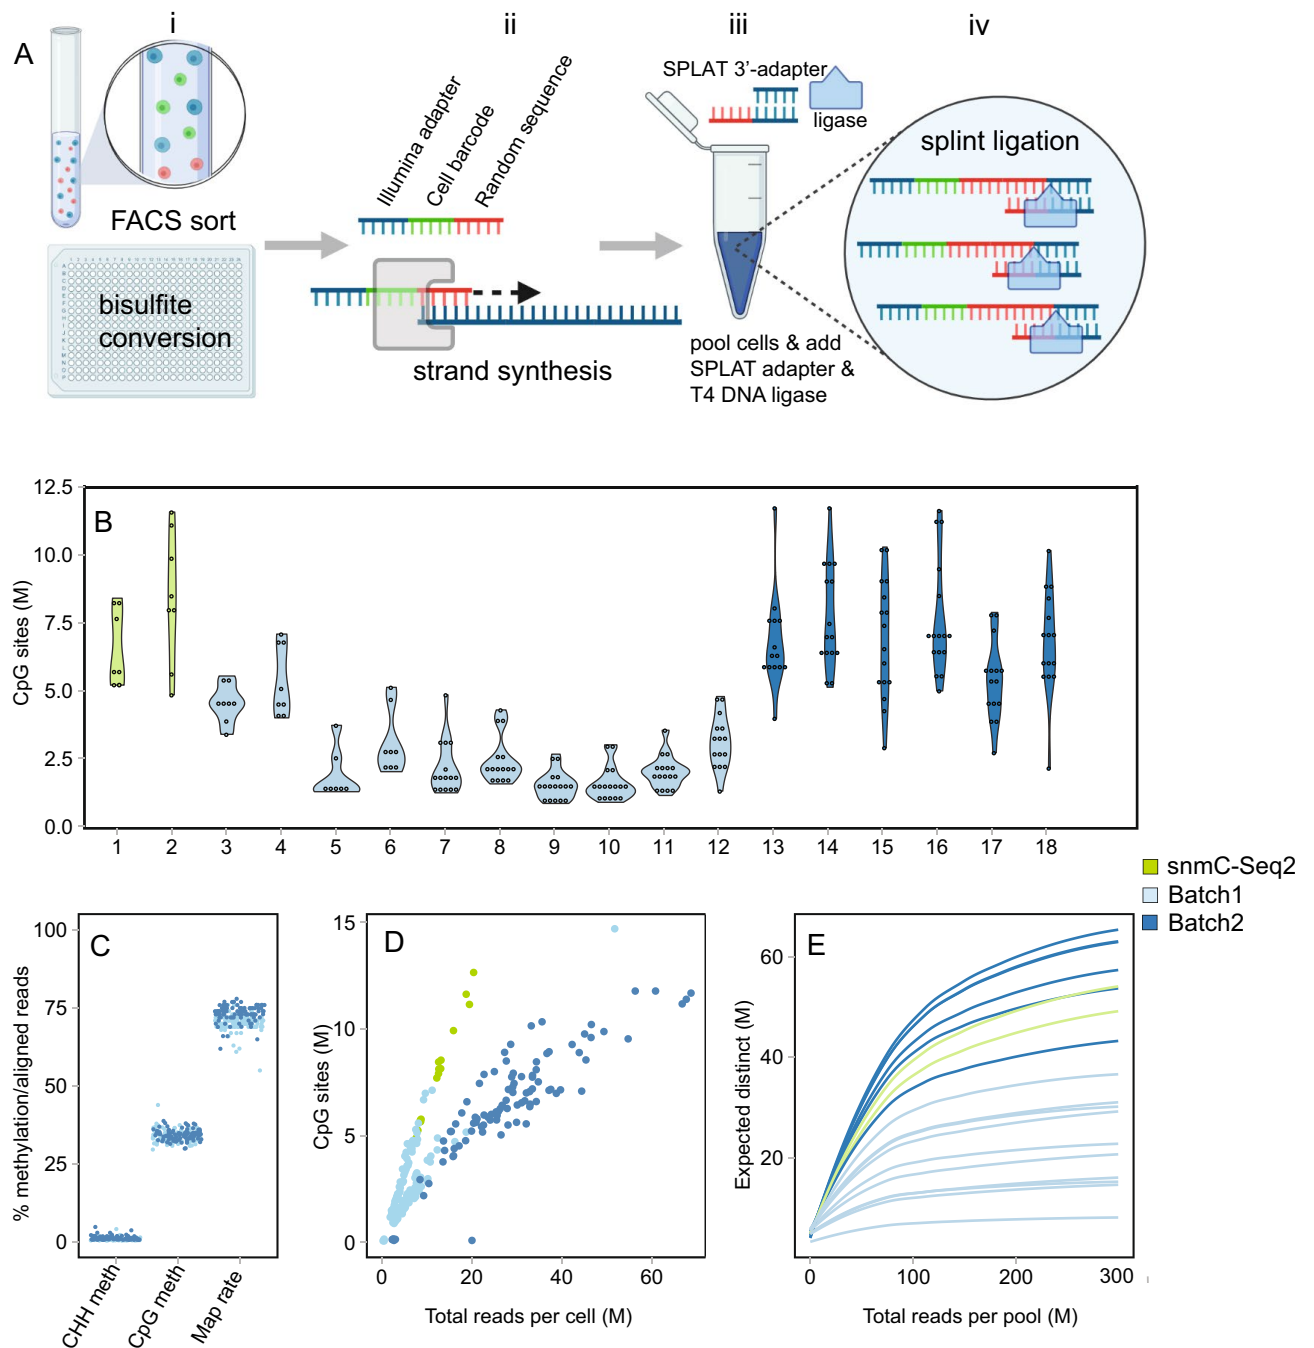 A
i
ii
iii
iv
Illumina adapter
Cell barcode
Random sequence
SPLAT 3'-adapter
ligase
splint ligation
FACS sort
bisulfite
conversion
strand synthesis
pool cells & add
SPLAT adapter &
T4 DNA ligase
B
CpG sites (M)
12.5
10.0
7.5
5.0
2.5
0.0
1 2 3 4 5 6 7 8 9 10 11 12 13 14 15 16 17 18
snmC-Seq2
Batch1
Batch2
C
% methylation/aligned reads
100
75
50
25
0
CHH meth
CpG meth
Map rate
D
CpG sites (M)
15
10
5
0
0 20 40 60
Total reads per cell (M)
E
Expected distinct (M)
60
40
20
0 100 200 300
Total reads per pool (M)